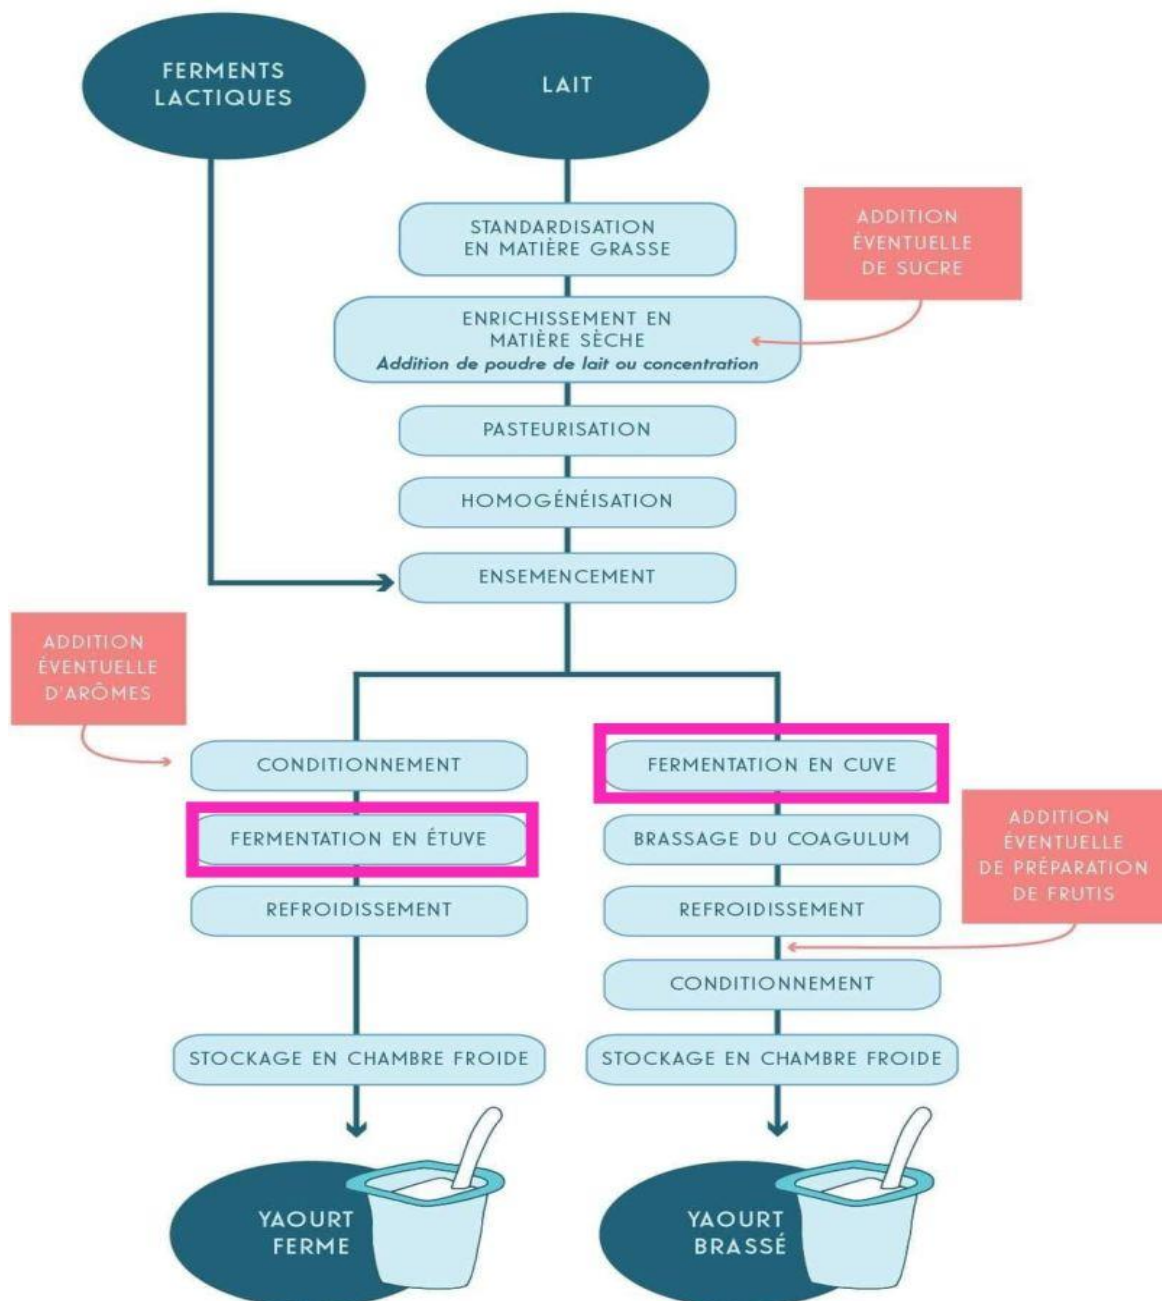 FERMENTS
LACTIQUES
LAIT
STANDARDISATION
EN MATIÈRE GRASSE
ADDITION
ÉVENTUELLE
DE SUCRE
ENRICHISSEMENT EN
MATIÈRE SÈCHE
Addition de poudre de lait ou concentration
PASTEURISATION
HOMOGÉNÉISATION
ENSEMENCEMENT
ADDITION
ÉVENTUELLE
D'ARÔMES
CONDITIONNEMENT
FERMENTATION EN ÉTUVE
REFROIDISSEMENT
STOCKAGE EN CHAMBRE FROIDE
YAOURT
FERME
FERMENTATION EN CUVE
BRASSAGE DU COAGULUM
REFROIDISSEMENT
ADDITION
ÉVENTUELLE
DE PRÉPARATION
DE FRUTIS
CONDITIONNEMENT
STOCKAGE EN CHAMBRE FROIDE
YAOURT
BRASSÉ